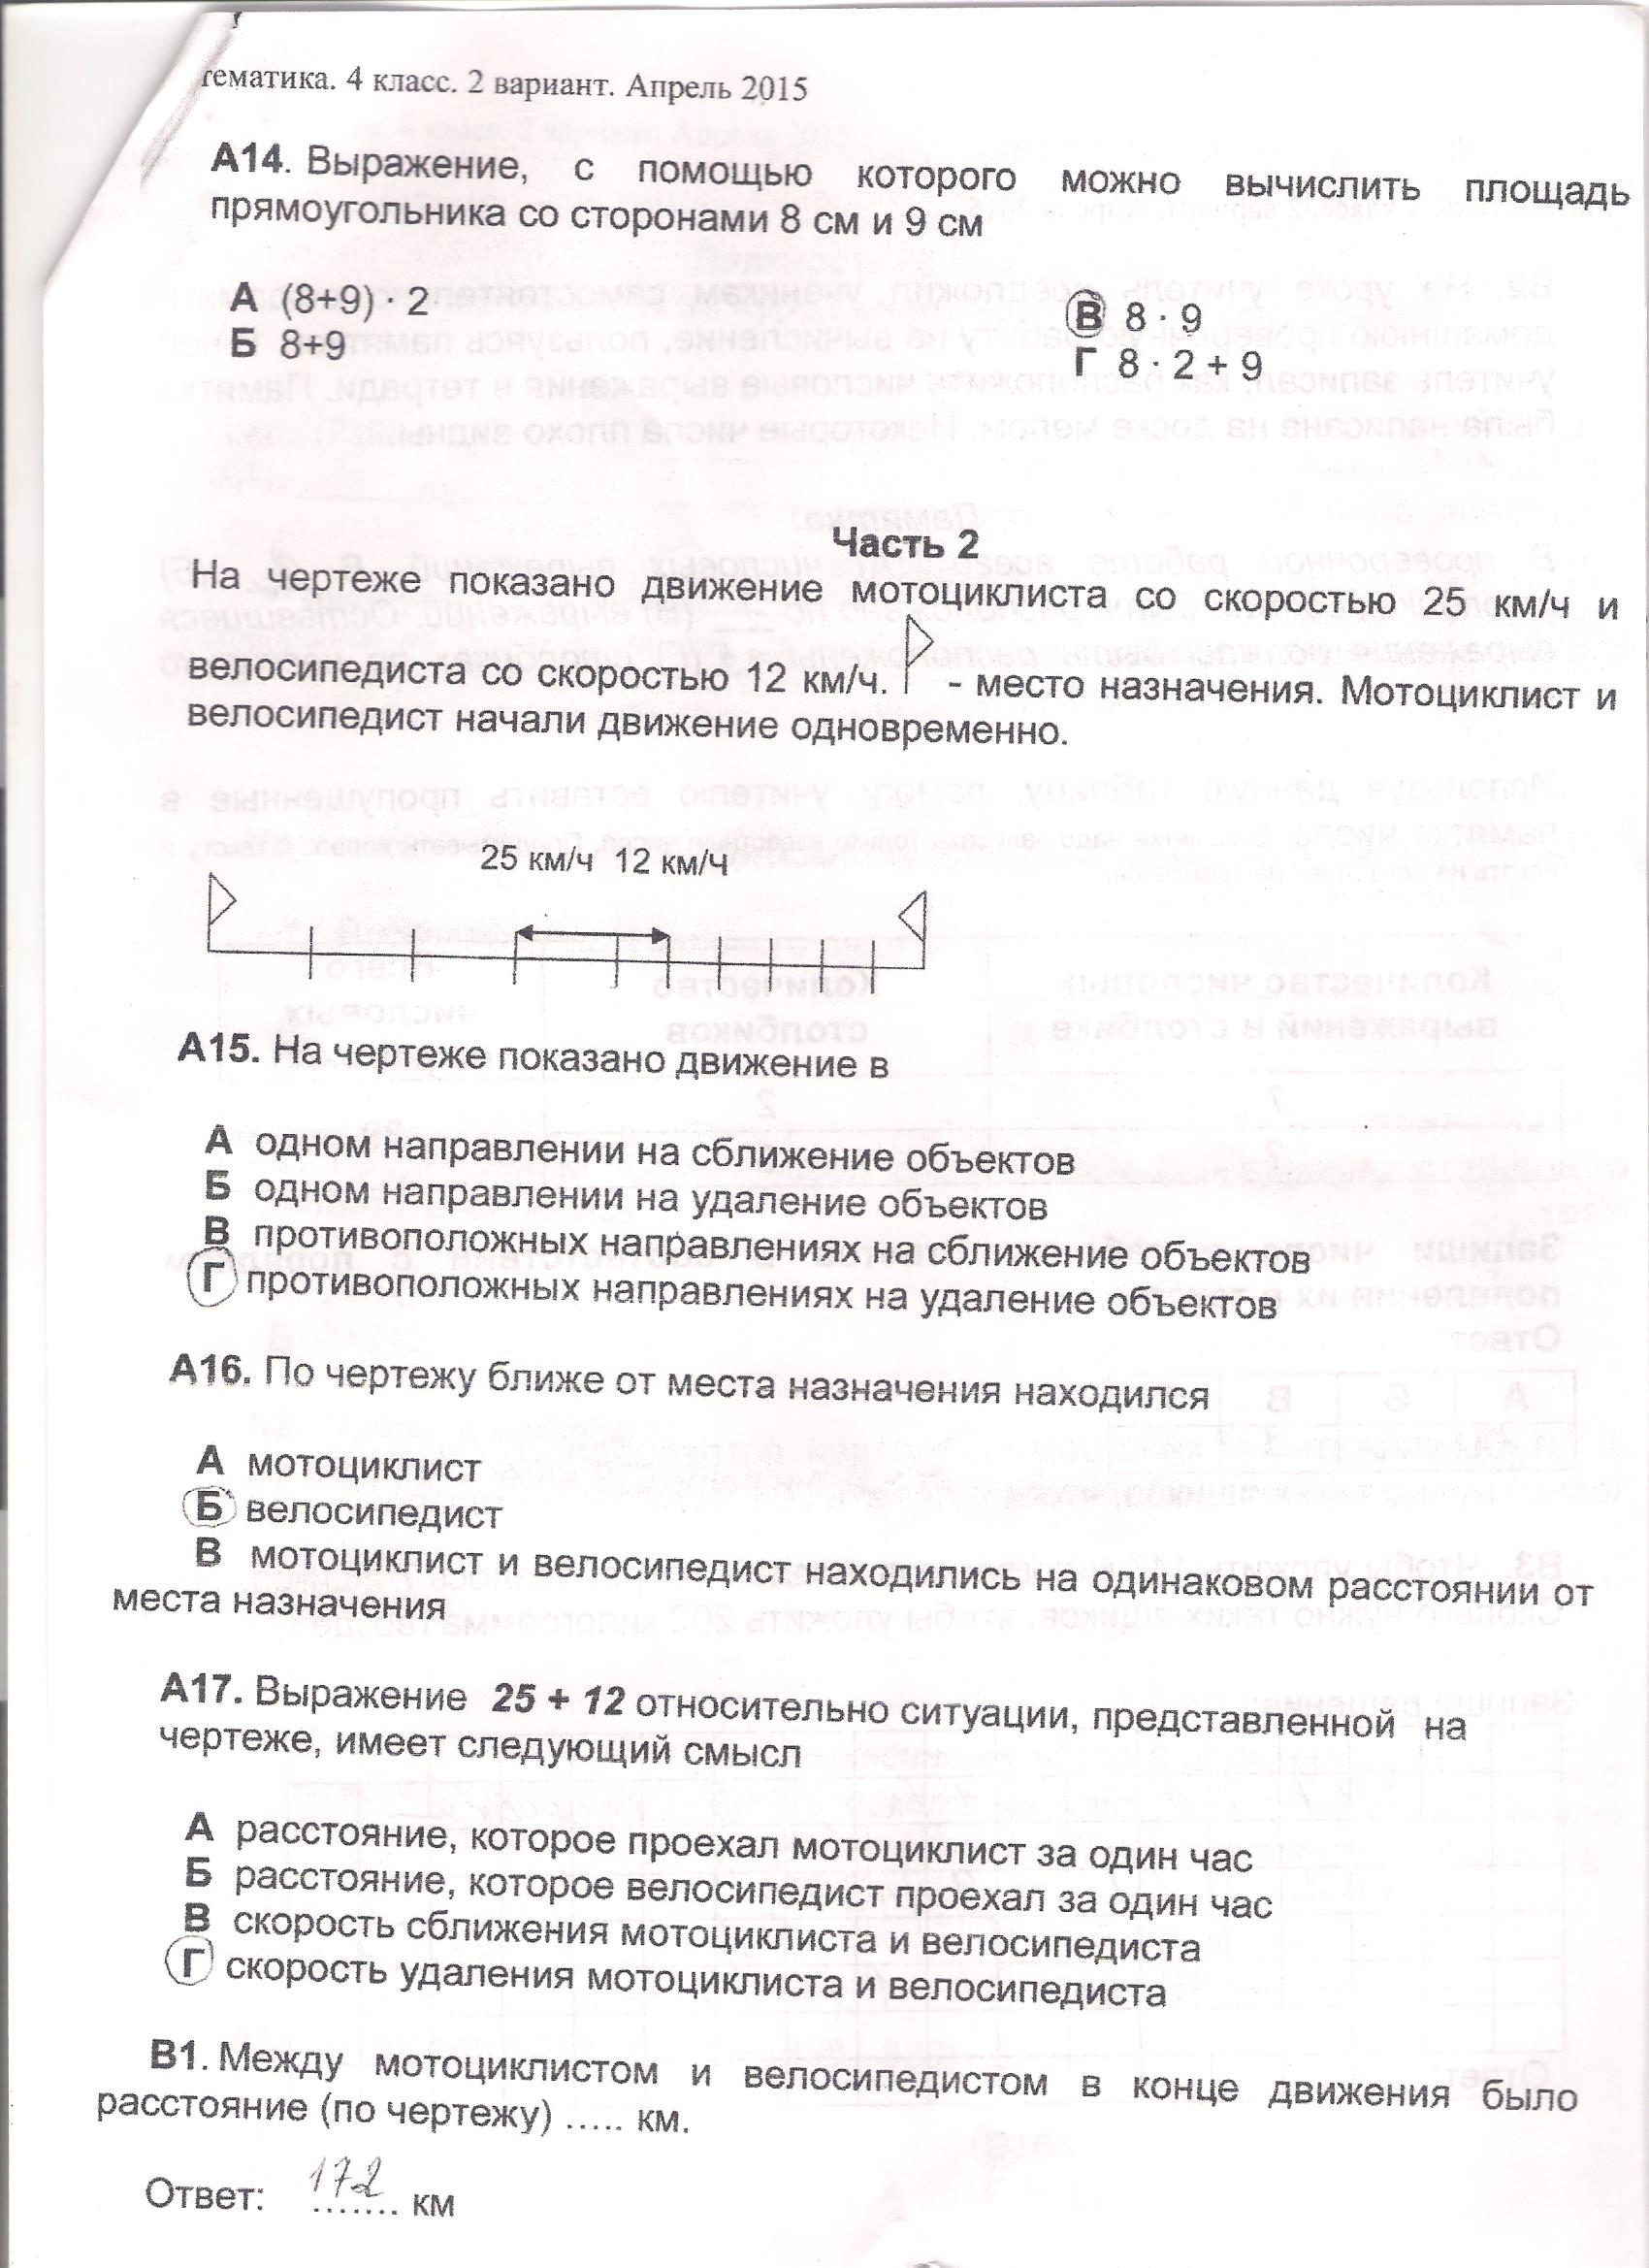 тематика. 4 класс. 2 вариант. Апрель 2015
А14. Выражение, с помощью которого можно вычислить площадь
прямоугольника со сторонами 8 см и 9 см
А (8+9) · 2
В 8 · 9
Б 8+9
Г 8 · 2 + 9
Часть 2
На чертеже показано движение мотоциклиста со скоростью 25 км/ч и
велосипедиста со скоростью 12 км/ч. - место назначения. Мотоциклист и
велосипедист начали движение одновременно.
25 км/ч 12 км/ч
А15. На чертеже показано движение в
А одном направлении на сближение объектов
Б одном направлении на удаление объектов
В противоположных направлениях на сближение объектов
Г противоположных направлениях на удаление объектов
А16. По чертежу ближе от места назначения находился
А мотоциклист
Б велосипедист
В мотоциклист и велосипедист находились на одинаковом расстоянии от
места назначения
А17. Выражение 25 + 12 относительно ситуации, представленной на
чертеже, имеет следующий смысл
А расстояние, которое проехал мотоциклист за один час
Б расстояние, которое велосипедист проехал за один час
В скорость сближения мотоциклиста и велосипедиста
Г скорость удаления мотоциклиста и велосипедиста
В1. Между мотоциклистом и велосипедистом в конце движения было
расстояние (по чертежу) ..... км.
Ответ: 172 км